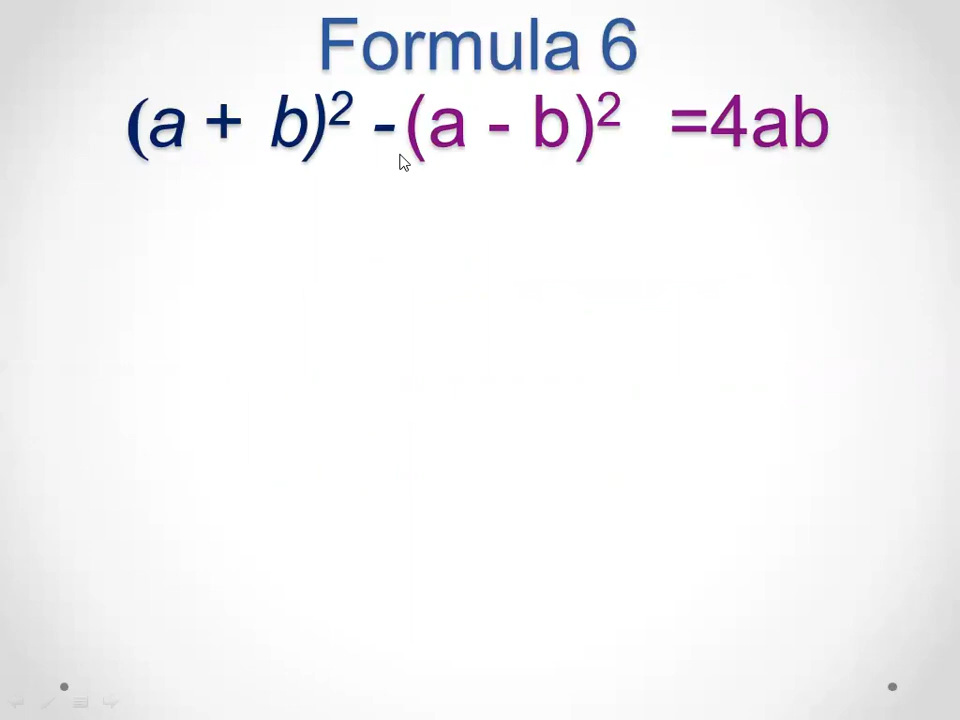 Formula 6
(a + b)² -(a - b)² =4ab